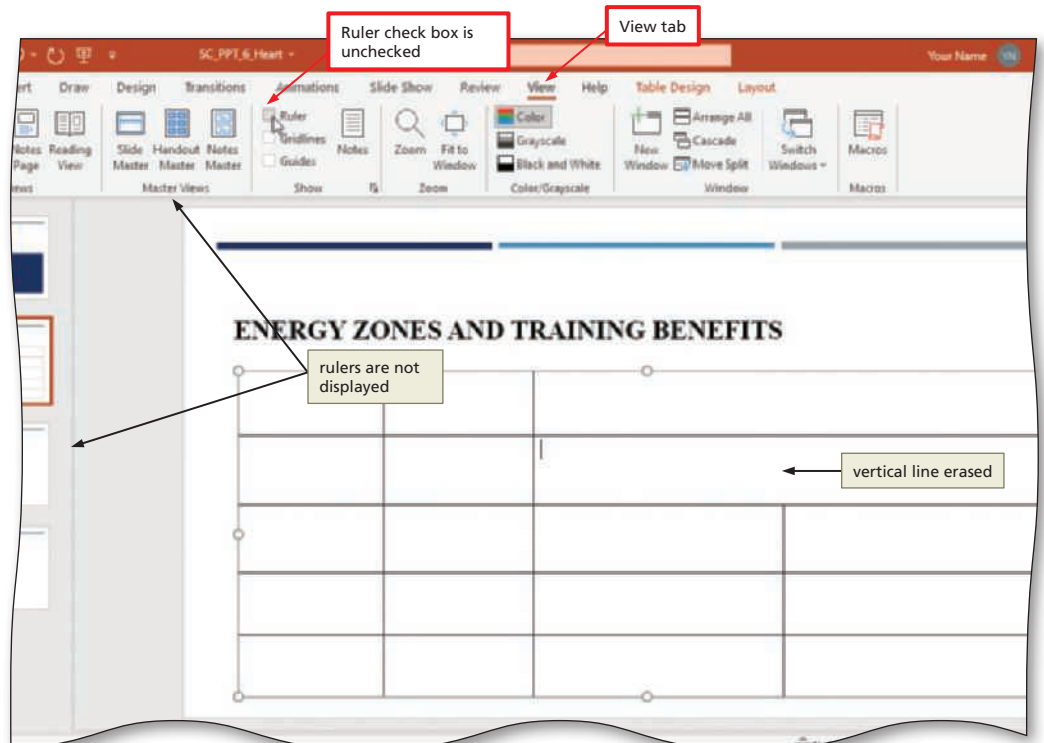 Ruler check box is
unchecked
View tab
SC_PPT_6_Heart
Your Name
YN
ert Draw Design Transitions Animations Slide Show Review View Help Table Design Layout
Notes
Page
Reading
View
Slide
Master
Handout
Master
Notes
Master
Master Views
Ruler
Gridlines
Guides
Notes
Show
Zoom
Fit to
Window
Zoom
Color
Grayscale
Black and White
Color/Grayscale
New
Window
Arrange All
Cascade
Move Split
Switch
Windows
Window
Macros
Macros
ENERGY ZONES AND TRAINING BENEFITS
rulers are not
displayed
vertical line erased